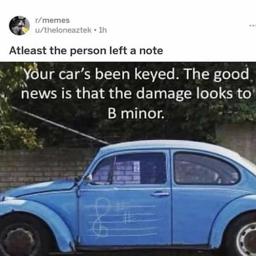 r/memes
u/theloneaztek • 1h
Atleast the person left a note
Your car's been keyed. The good
news is that the damage looks to
B minor.